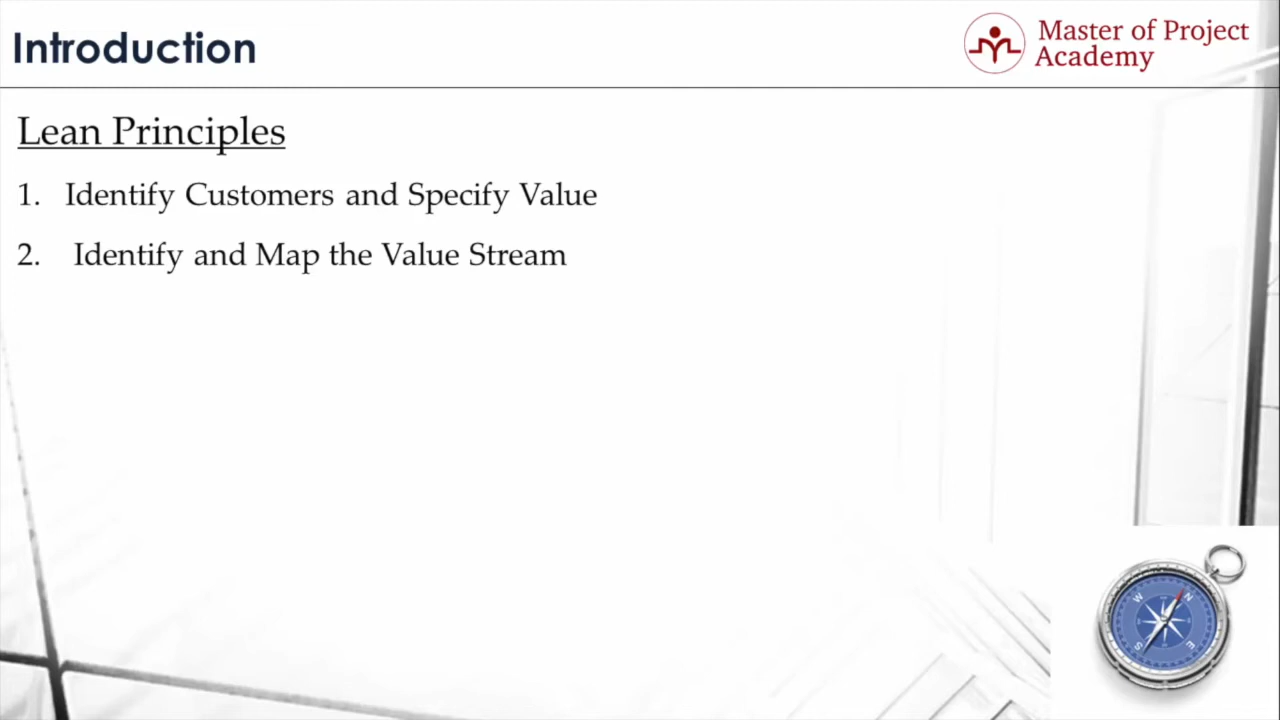 Introduction
Master of Project
Academy
Lean Principles
1. Identify Customers and Specify Value
2. Identify and Map the Value Stream
W
N
S
E